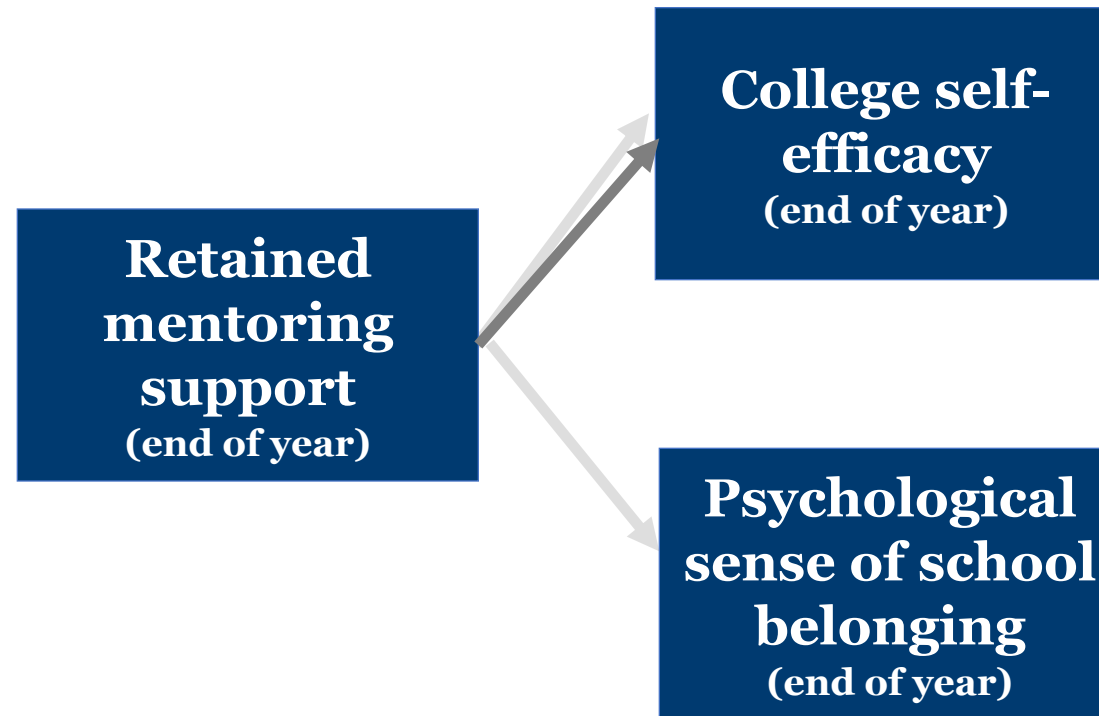 College self-
efficacy
(end of year)
Retained
mentoring
support
(end of year)
Psychological
sense of school
belonging
(end of year)